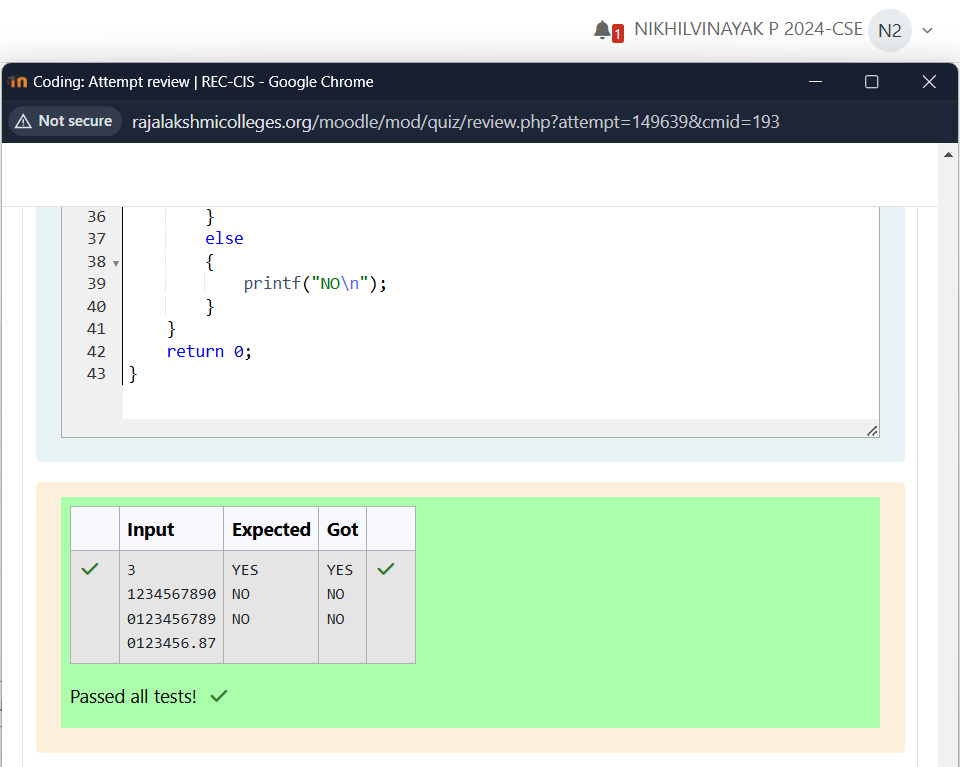 1 NIKHILVINAYAK P 2024-CSE N2
Coding: Attempt review | REC-CIS - Google Chrome
Not secure rajalakshmicolleges.org/moodle/mod/quiz/review.php?attempt=149639&cmid=193
36 }
37 else
38 {
39 printf("NO\n");
40 }
41 }
42 return 0;
43 }
Input Expected Got
3 YES YES
1234567890 NO NO
0123456789 NO NO
0123456.87
Passed all tests!